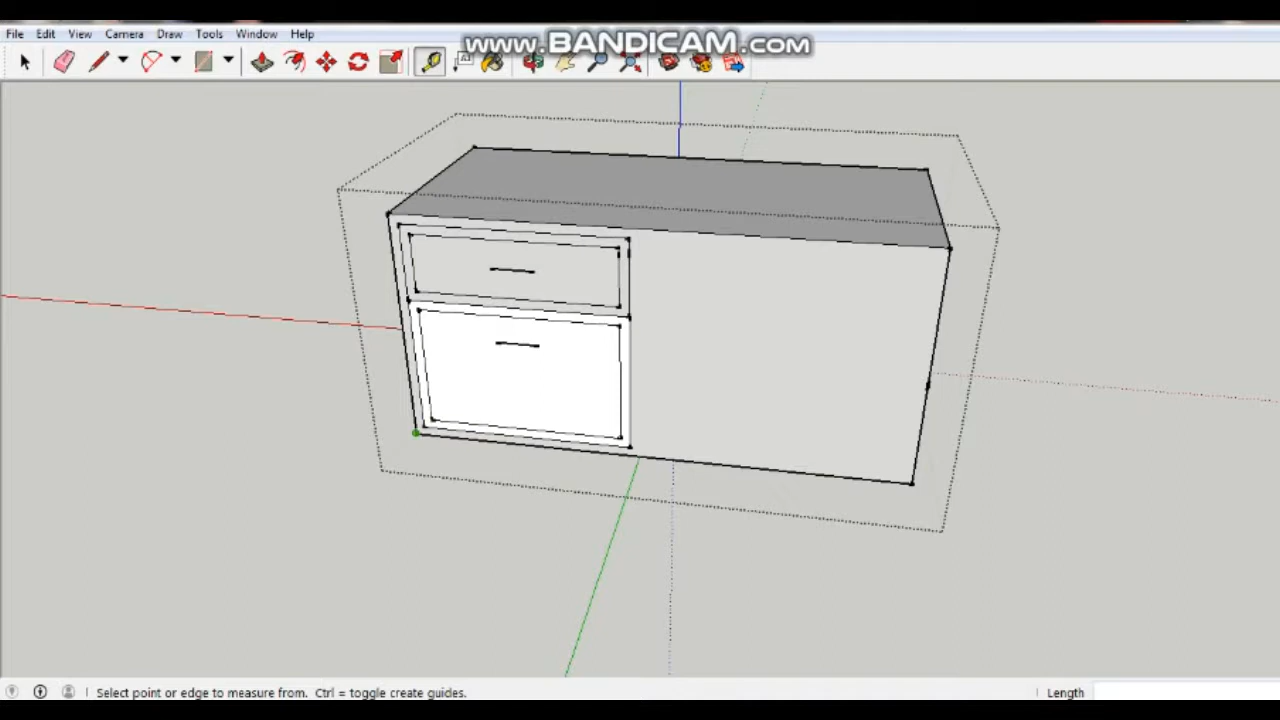 File Edit View Camera Draw Tools Window Help
www.BANDICAM.com
Select point or edge to measure from. Ctrl = toggle create guides.
Length